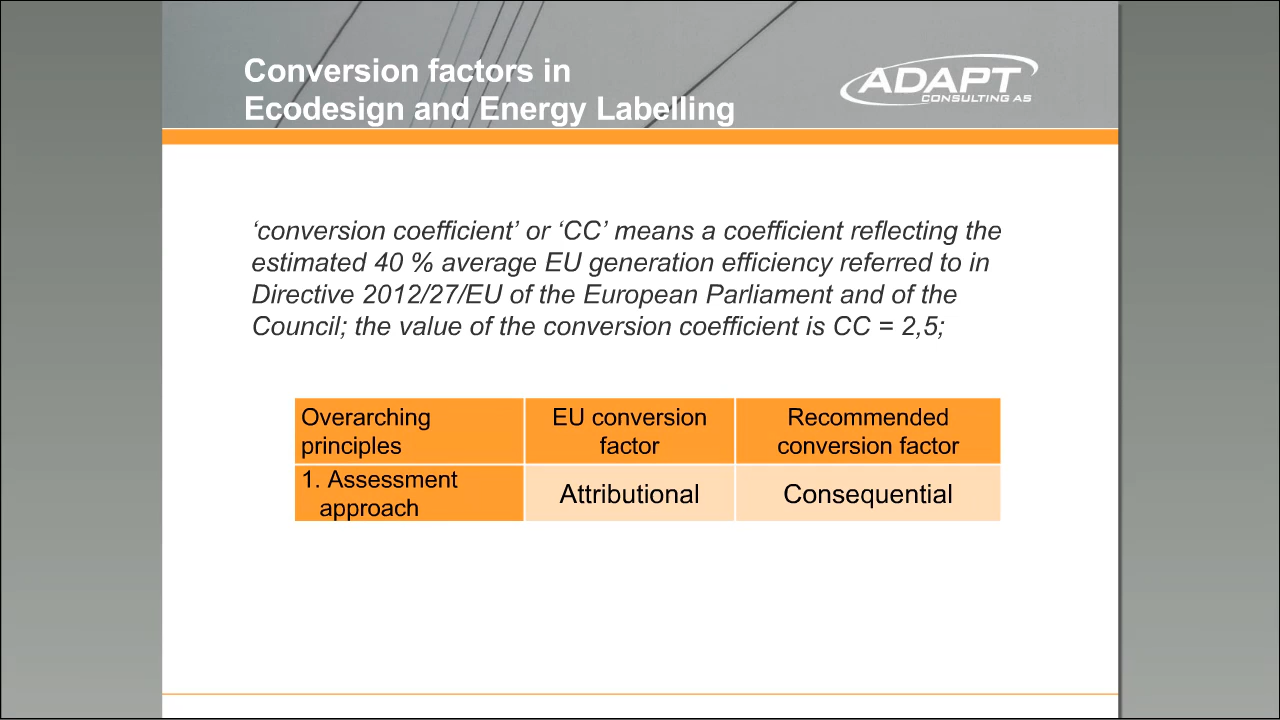 Conversion factors in
Ecodesign and Energy Labelling
ADAPT
CONSULTING AS
‘conversion coefficient’ or ‘CC’ means a coefficient reflecting the
estimated 40 % average EU generation efficiency referred to in
Directive 2012/27/EU of the European Parliament and of the
Council; the value of the conversion coefficient is CC = 2,5;
Overarching
principles
EU conversion
factor
Recommended
conversion factor
1. Assessment
approach
Attributional
Consequential